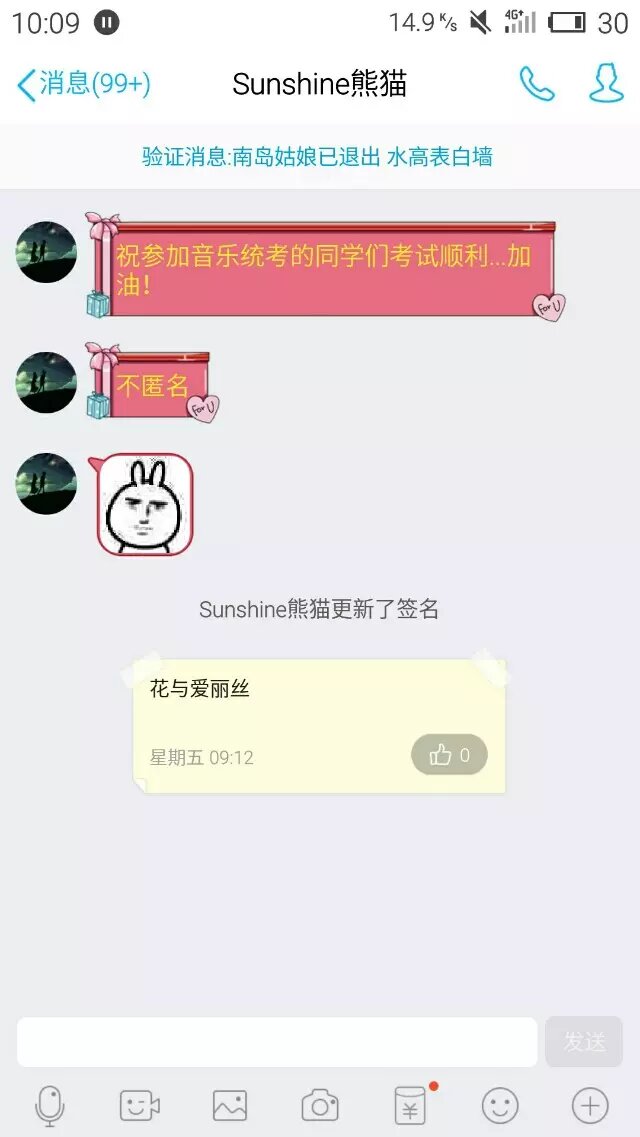 10:09
14.9 K/s
4G+
30
消息(99+)
Sunshine熊猫
验证消息:南岛姑娘已退出 水高表白墙
祝参加音乐统考的同学们考试顺利...加
油!
for U
不匿名
for U
Sunshine熊猫更新了签名
花与爱丽丝
星期五 09:12
0
发送